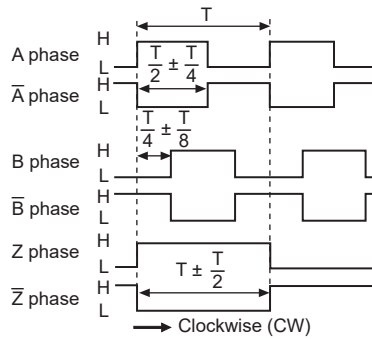 T
H
A phase
L
T/2 ± T/4
H
A̅ phase
L
T/4 ± T/8
H
B phase
L
H
B̅ phase
L
H
Z phase
L
T ± T/2
H
Z̅ phase
L
Clockwise (CW)